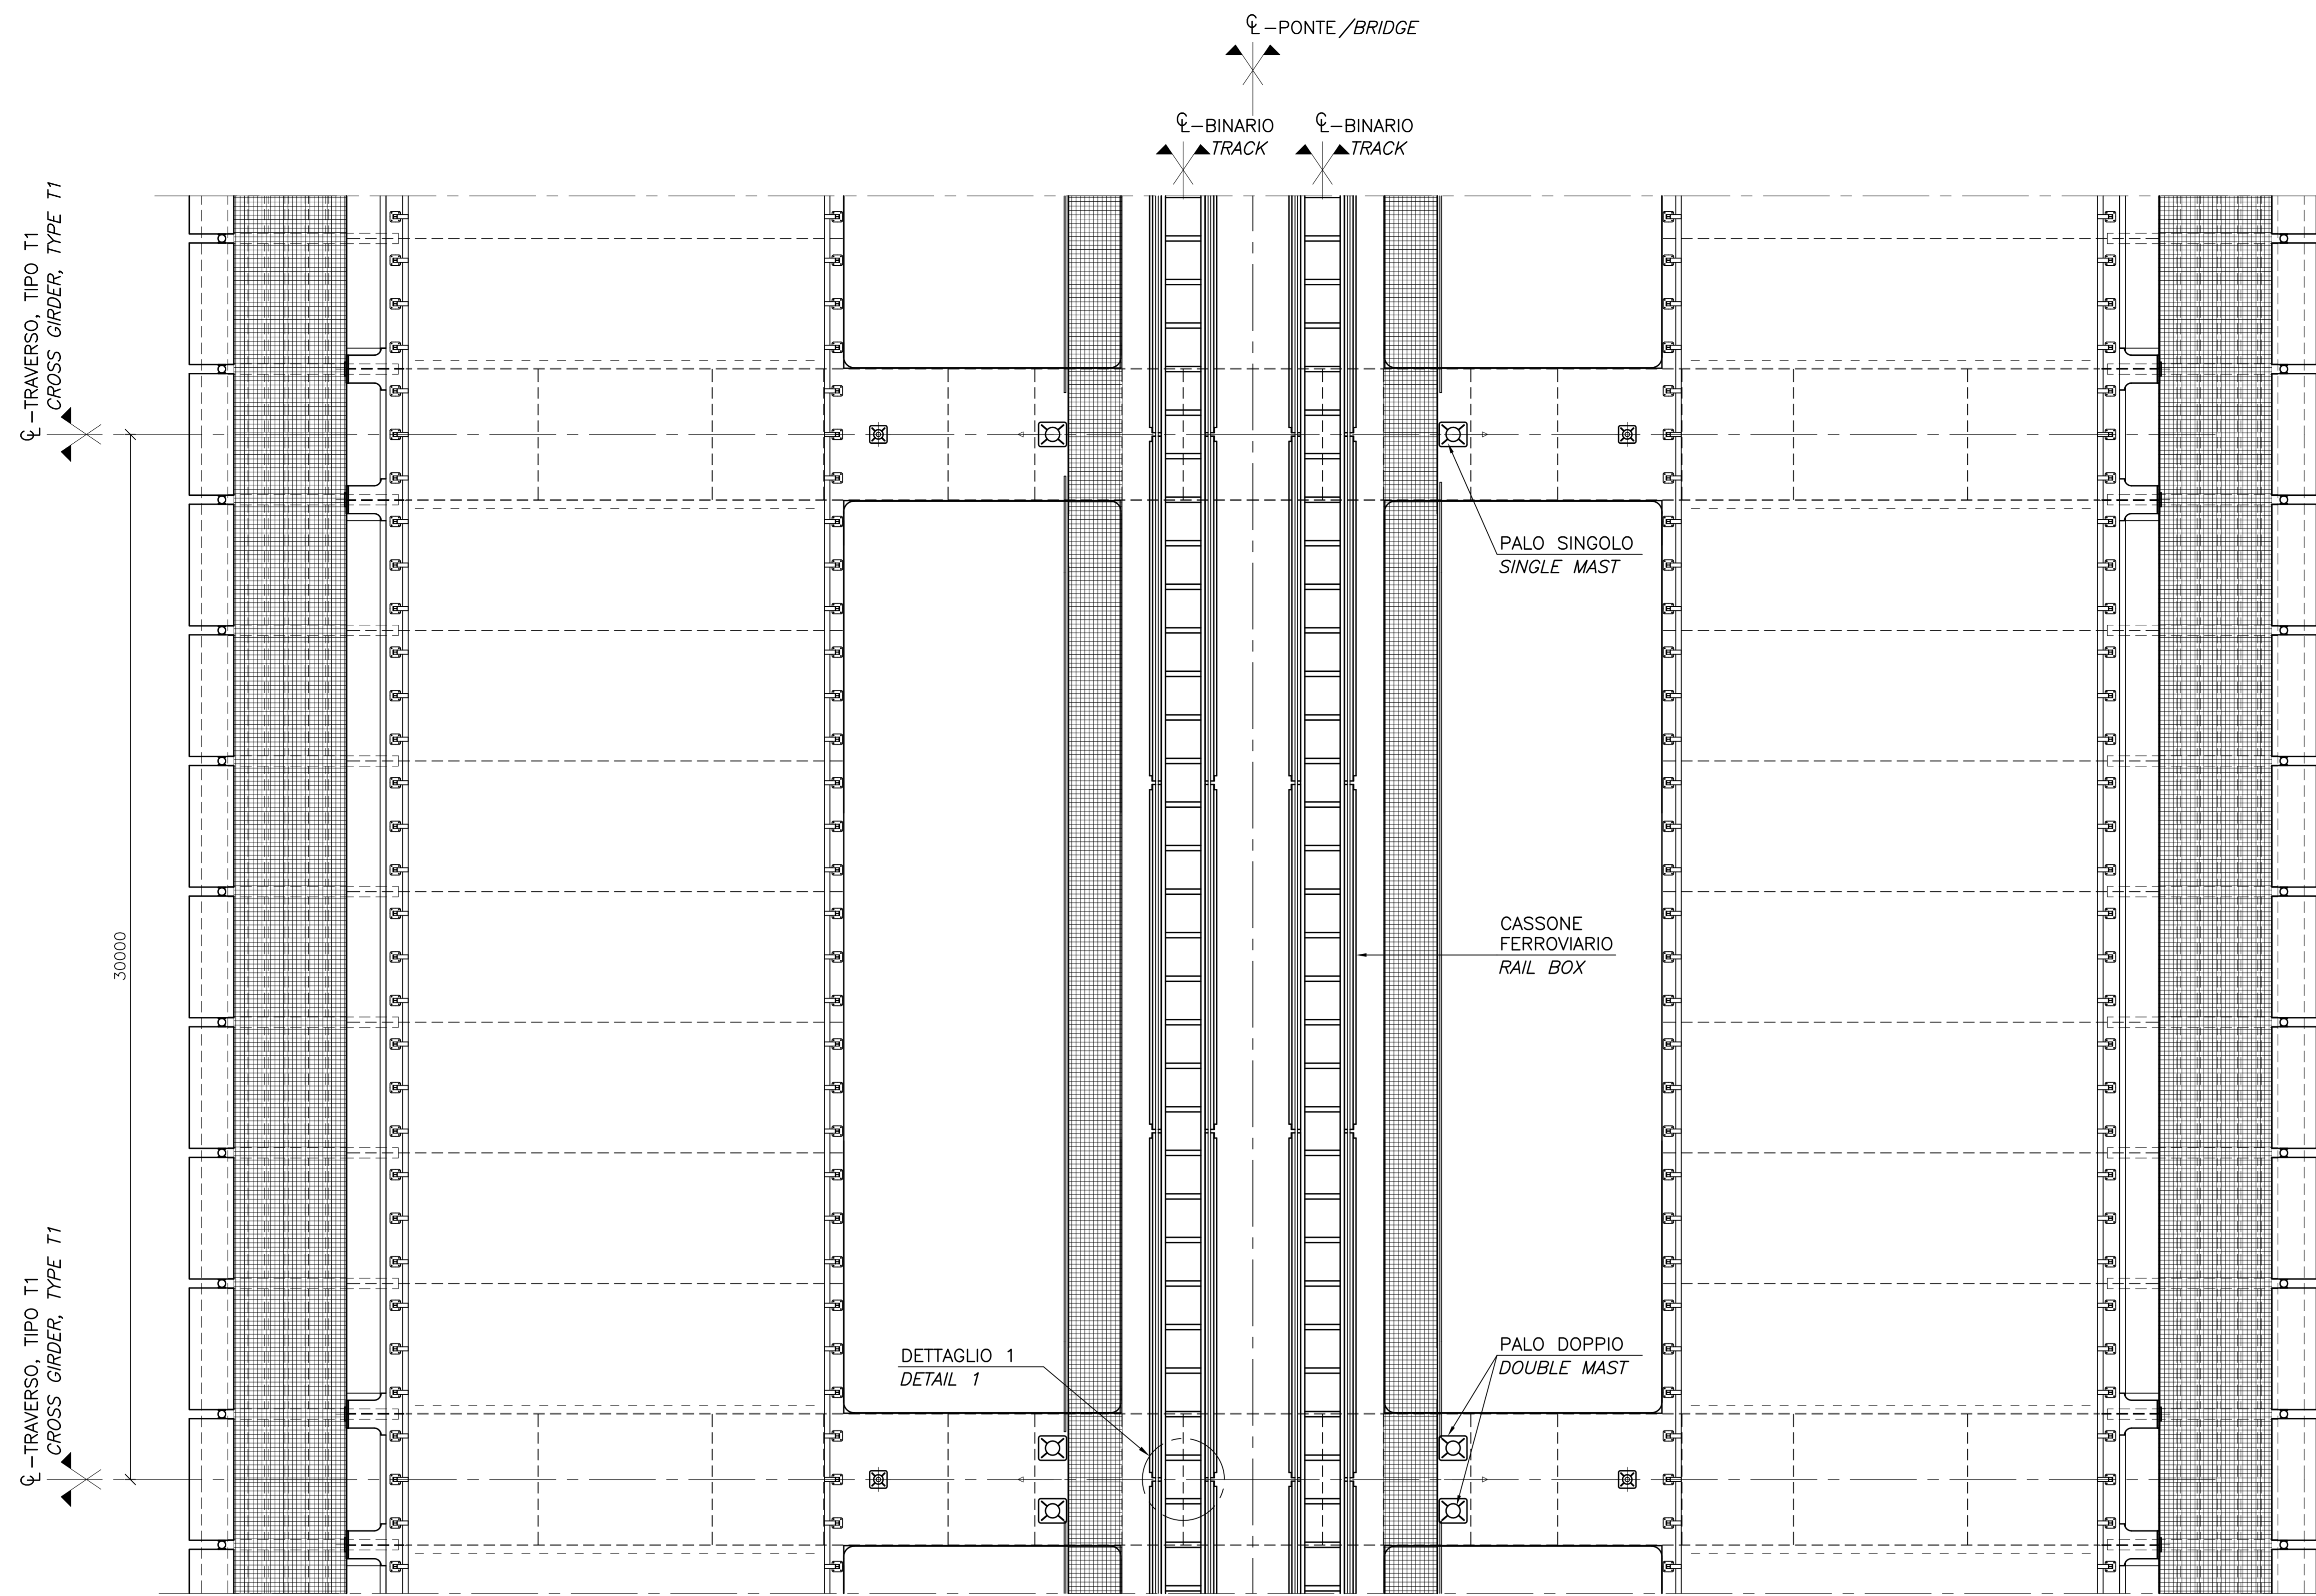 ℄-PONTE/BRIDGE
℄-BINARIO
TRACK
℄-BINARIO
TRACK
℄-TRAVERSO, TIPO T1
CROSS GIRDER, TYPE T1
PALO SINGOLO
SINGLE MAST
30000
CASSONE
FERROVIARIO
RAIL BOX
℄-TRAVERSO, TIPO T1
CROSS GIRDER, TYPE T1
DETTAGLIO 1
DETAIL 1
PALO DOPPIO
DOUBLE MAST